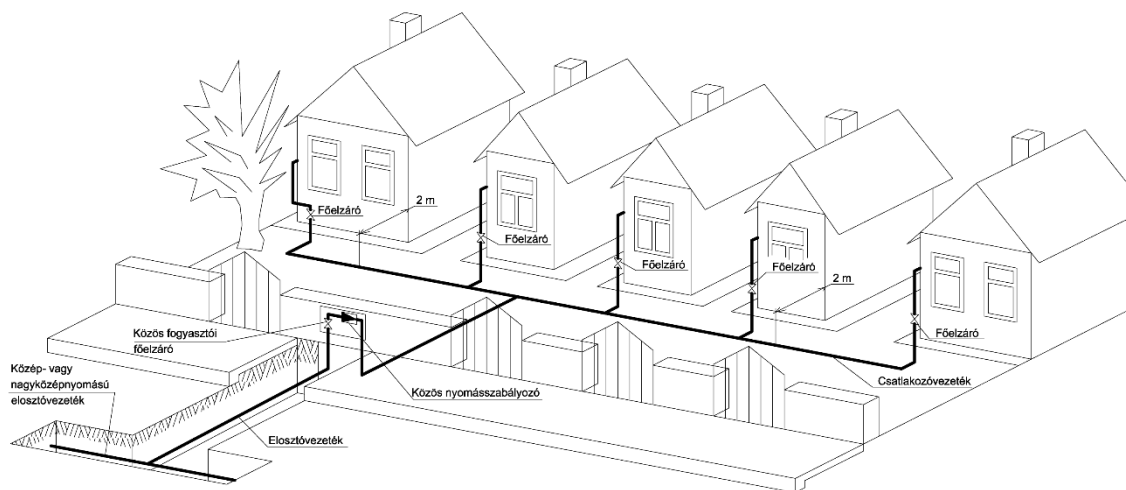 Főelzáró
2 m
Főelzáró
Főelzáró
Főelzáró
2 m
Főelzáró
Közös fogyasztói
főelzáró
Közép- vagy
nagyközépnyomású
elosztóvezeték
Közös nyomásszabályozó
Csatlakozóvezeték
Elosztóvezeték